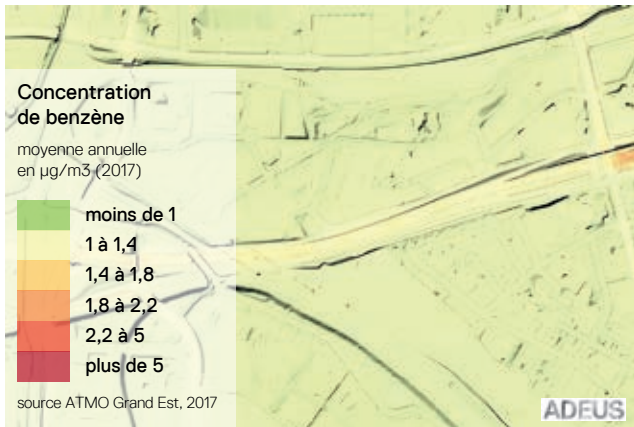 Concentration
de benzène
moyenne annuelle
en µg/m3 (2017)
moins de 1
1 à 1,4
1,4 à 1,8
1,8 à 2,2
2,2 à 5
plus de 5
source ATMO Grand Est, 2017
ADEUS